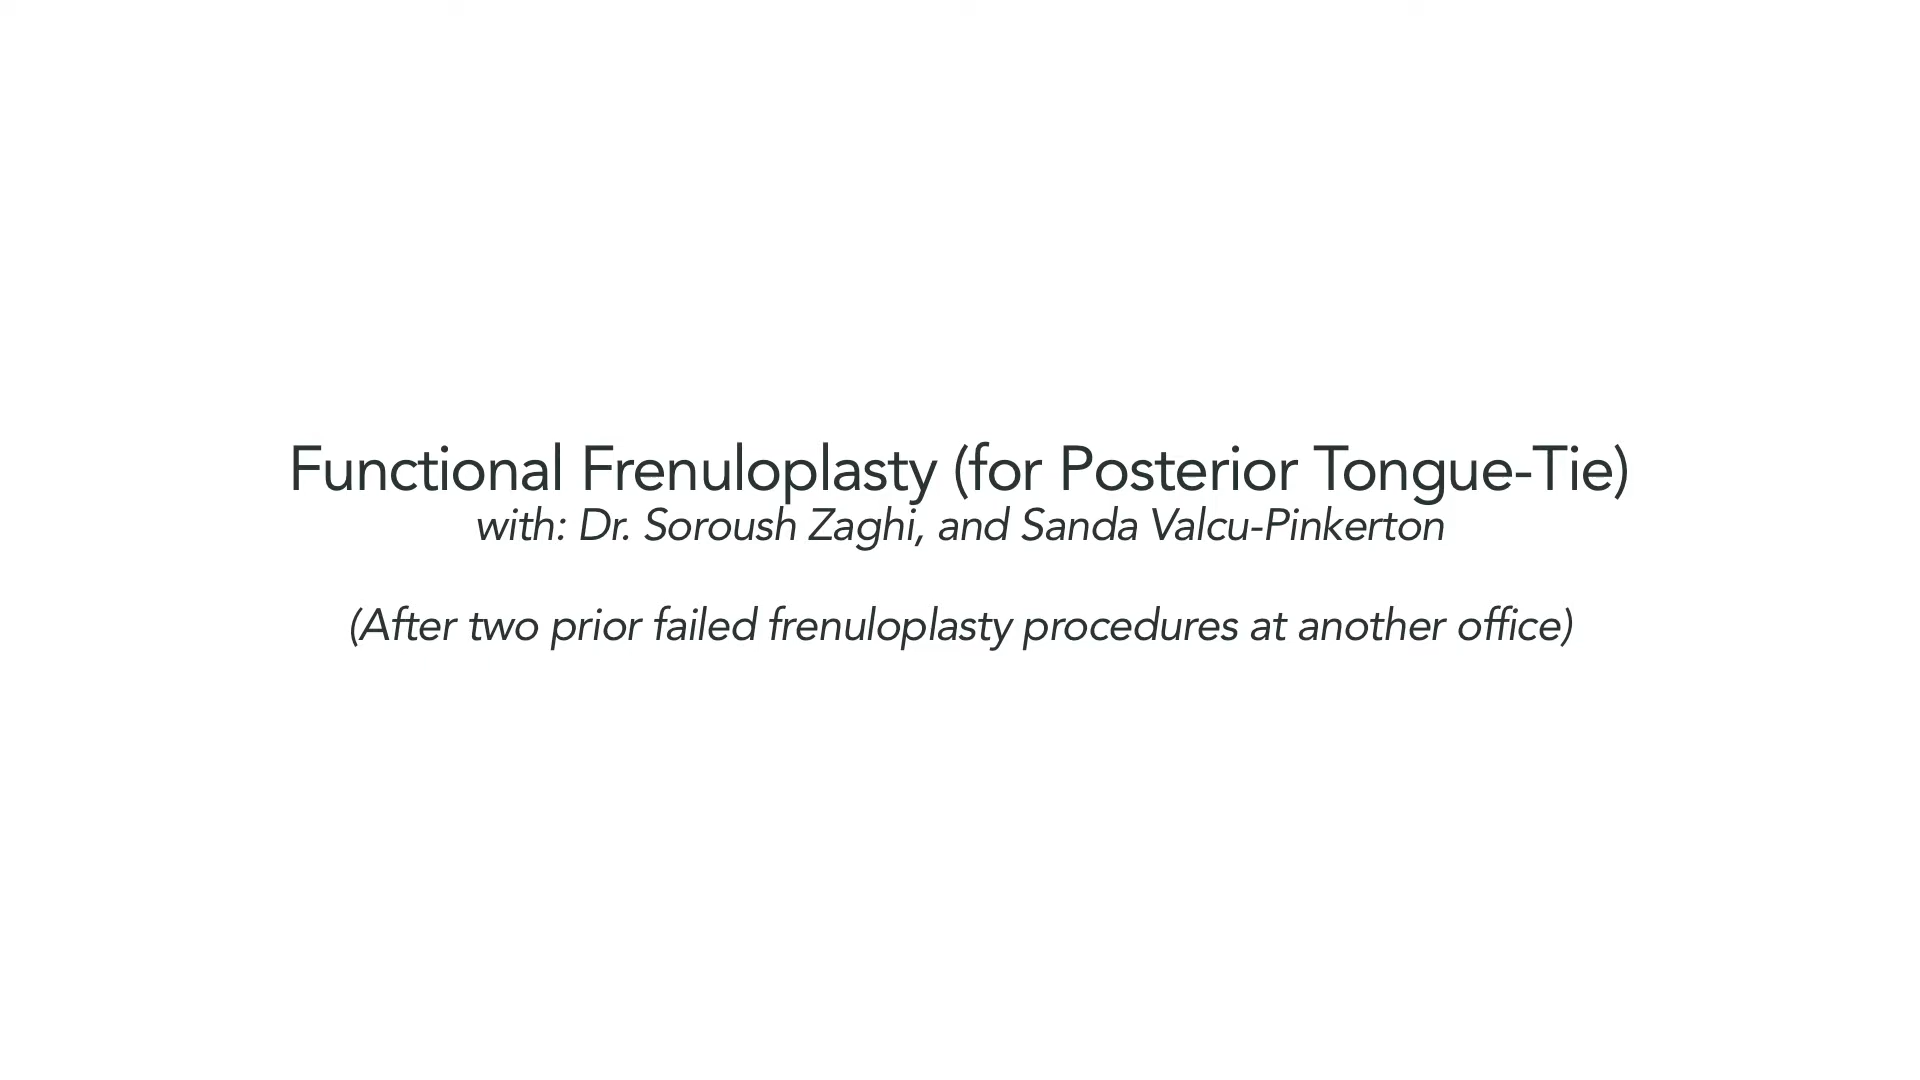 Functional Frenuloplasty (for Posterior Tongue-Tie)
with: Dr. Soroush Zaghi, and Sanda Valcu-Pinkerton
(After two prior failed frenuloplasty procedures at another office)